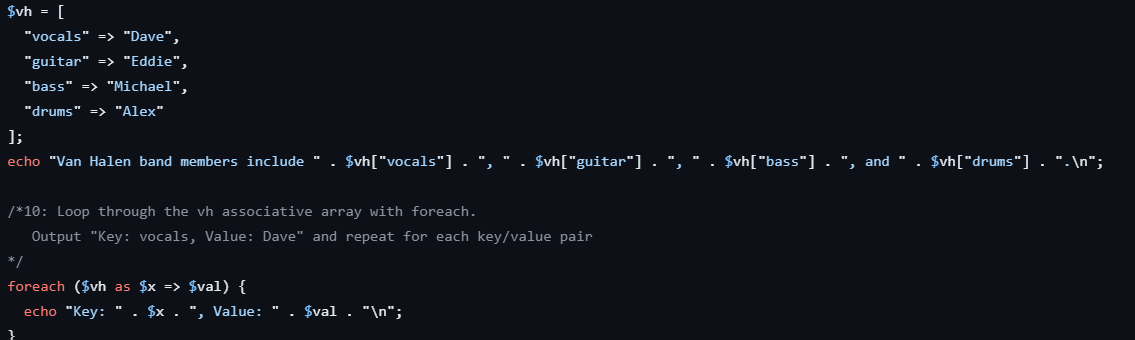 $vh = [
  "vocals" => "Dave",
  "guitar" => "Eddie",
  "bass" => "Michael",
  "drums" => "Alex"
];
echo "Van Halen band members include " . $vh["vocals"] . ", " . $vh["guitar"] . ", " . $vh["bass"] . ", and " . $vh["drums"] . ".\n";
/*10: Loop through the vh associative array with foreach.
   Output "Key: vocals, Value: Dave" and repeat for each key/value pair
*/
foreach ($vh as $x => $val) {
  echo "Key: " . $x . ", Value: " . $val . "\n";
}